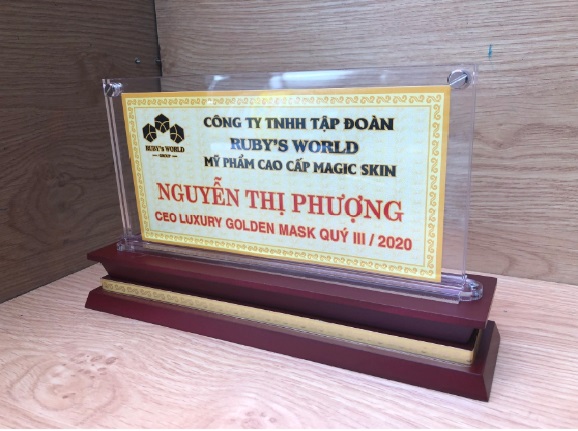 RUBY'S WORLD
GROUP
CÔNG TY TNHH TẬP ĐOÀN
RUBY'S WORLD
MỸ PHẨM CAO CẤP MAGIC SKIN
NGUYỄN THỊ PHƯỢNG
CEO LUXURY GOLDEN MASK QUÝ III / 2020